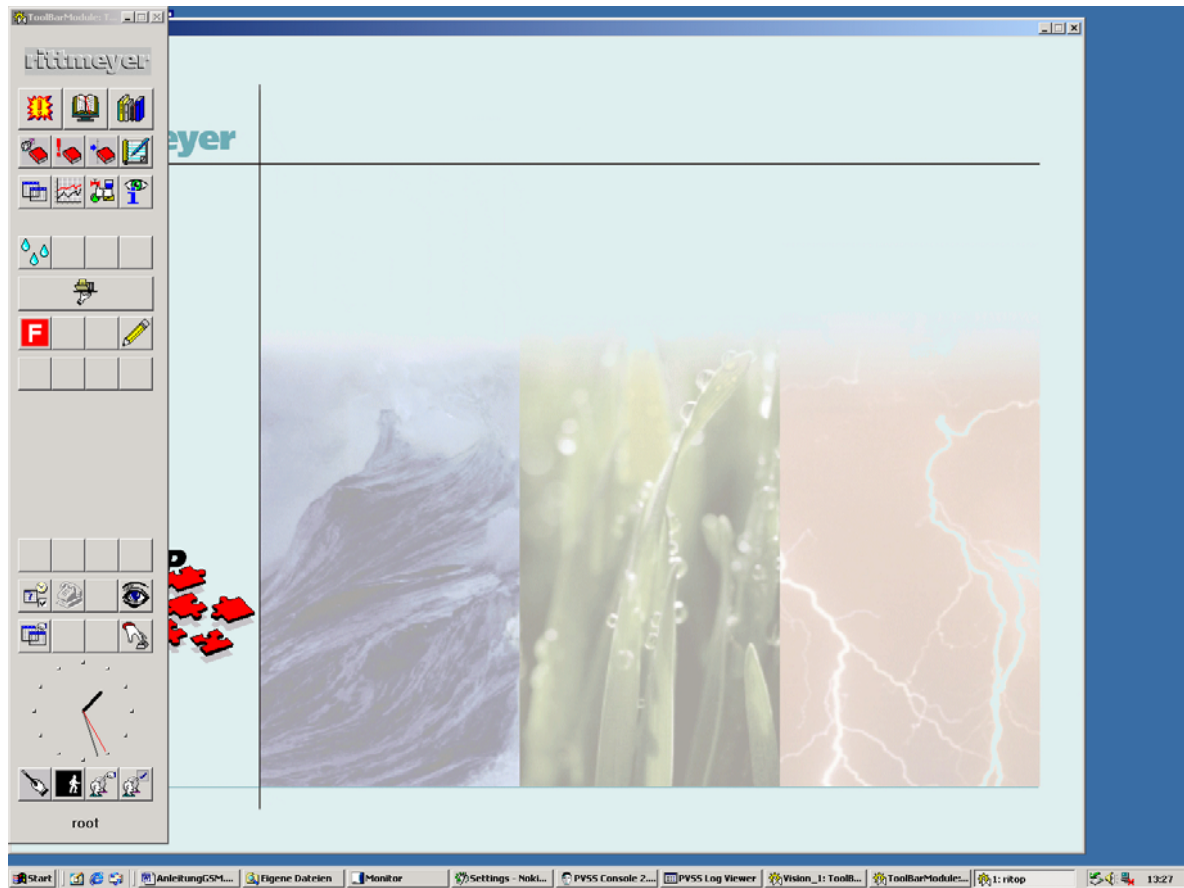 ToolBarModule: T...
rittmeyer
eyer
F
P
root
Start
AnleitungGSM....
Eigene Dateien
Monitor
Settings - Noki...
PVSS Console 2....
PVSS Log Viewer
Vision_1: ToolB...
ToolBarModule:...
1: ritop
13:27